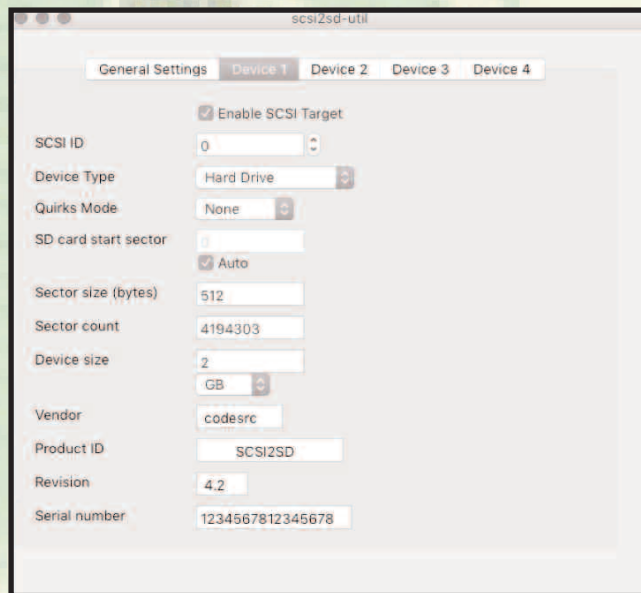 scsi2sd-util
General Settings Device 1 Device 2 Device 3 Device 4
Enable SCSI Target
SCSI ID 0
Device Type Hard Drive
Quirks Mode None
SD card start sector 0
Auto
Sector size (bytes) 512
Sector count 4194303
Device size 2
GB
Vendor codesrc
Product ID SCSI2SD
Revision 4.2
Serial number 1234567812345678